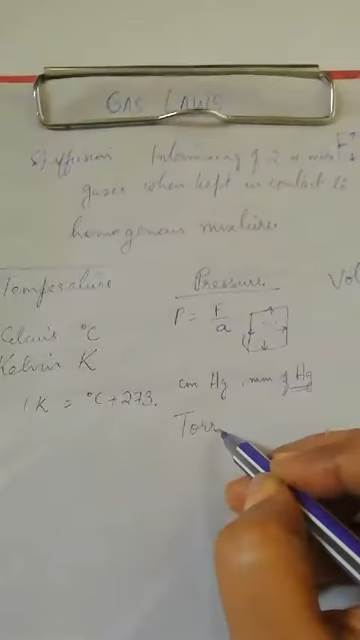 GAS LAWS
5) Effusion Intermixing of 2 or more
gases when kept in contact to
homogenous mixture.
Temperature Pressure Vol
Celcius °C P = F/a
Kelvin K
cm Hg, mm of Hg
1K = °C + 273.
Torr